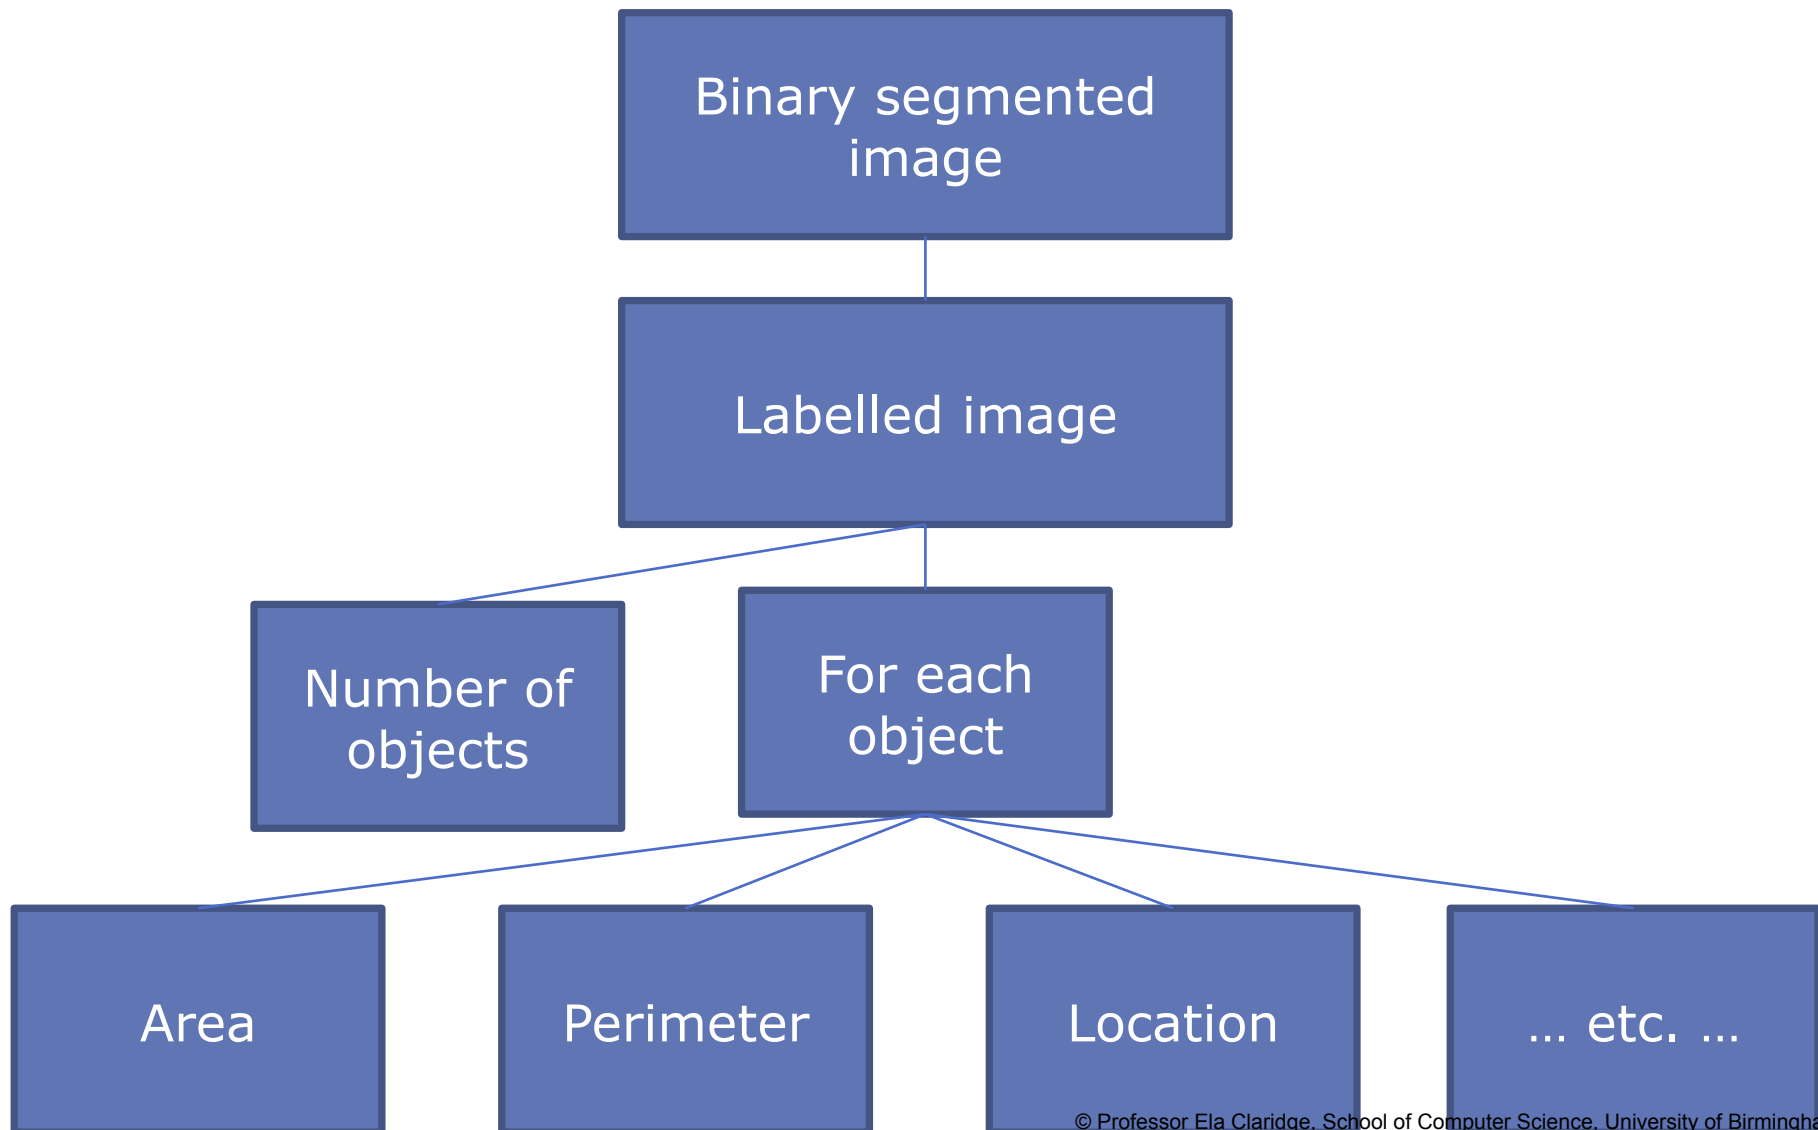 Binary segmented
image
Labelled image
Number of
objects
For each
object
Area
Perimeter
Location
... etc. ...
© Professor Ela Claridge, School of Computer Science, University of Birmingha